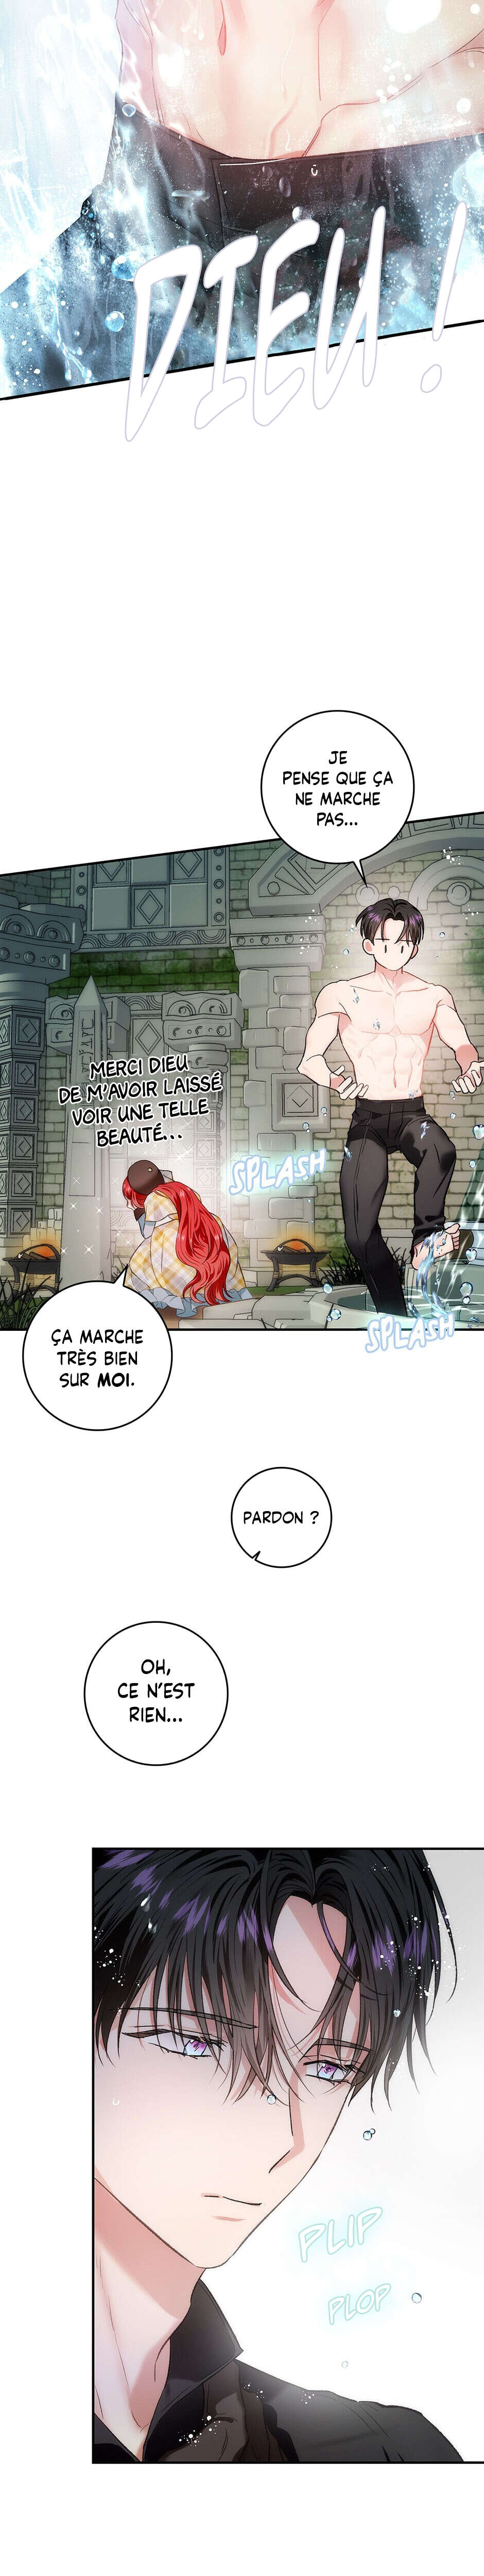 DIEU !
JE
PENSE QUE ÇA
NE MARCHE
PAS...
MERCI DIEU
DE M'AVOIR LAISSÉ
VOIR UNE TELLE
BEAUTÉ...
SPLASH
SPLASH
ÇA MARCHE
TRÈS BIEN
SUR MOI.
PARDON ?
OH,
CE N'EST
RIEN...
PLIP
PLOP